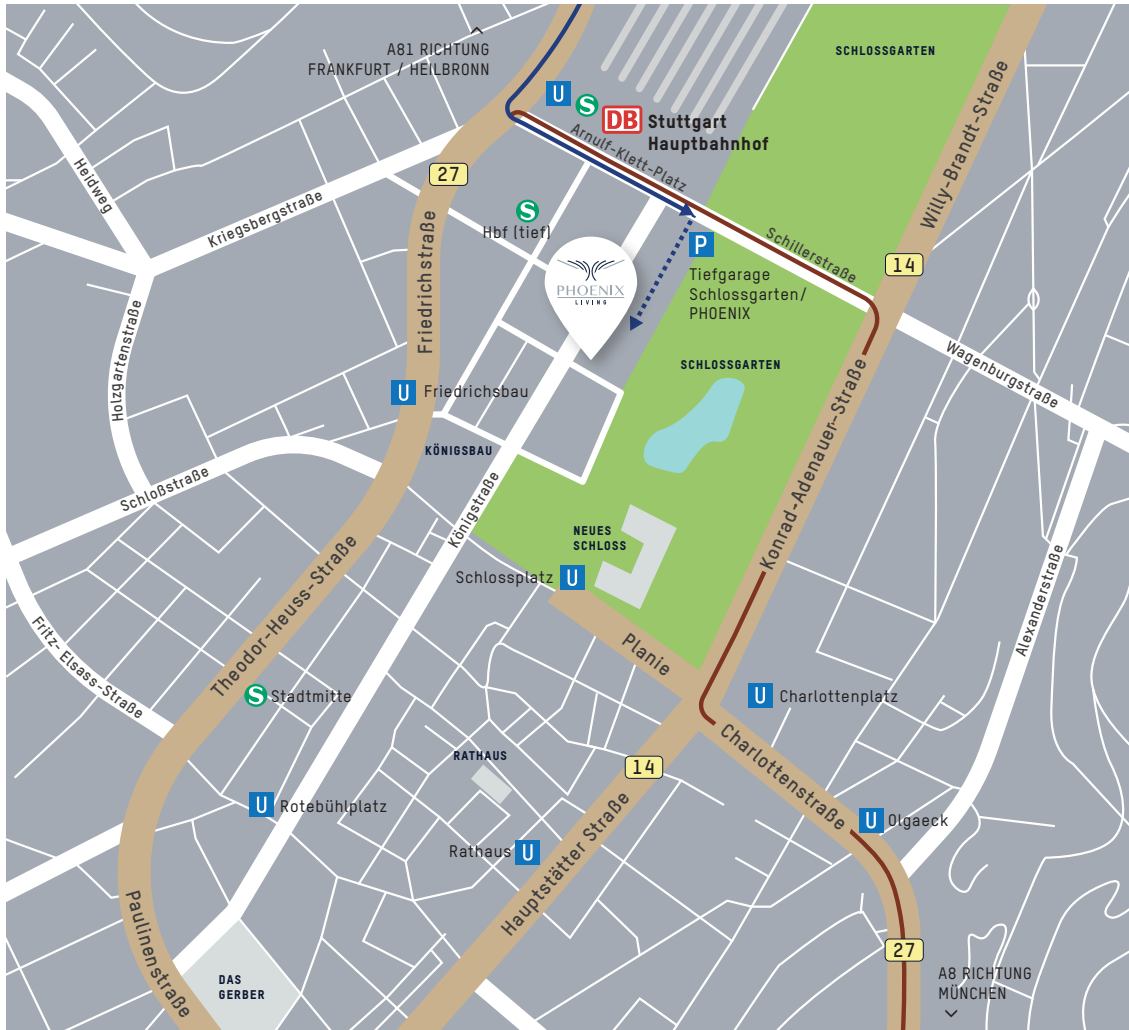 A81 RICHTUNG
FRANKFURT / HEILBRONN
SCHLOSSGARTEN
U
S
DB
Stuttgart
Hauptbahnhof
Arnulf-Klett-Platz
Willy-Brandt-Straße
Heidweg
27
Kriegsbergstraße
S
Hbf (tief)
P
Tiefgarage
Schlossgarten/
PHOENIX
Schillerstraße
14
PHOENIX
LIVING
Friedrichstraße
Holzgartenstraße
SCHLOSSGARTEN
Wagenburgstraße
U
Friedrichsbau
KÖNIGSBAU
Konrad-Adenauer-Straße
Schloßstraße
Königstraße
NEUES
SCHLOSS
Schlossplatz
U
Theodor-Heuss-Straße
Alexanderstraße
Fritz- Elsass-Straße
Planie
S
Stadtmitte
U
Charlottenplatz
RATHAUS
14
Charlottenstraße
U
Rotebühlplatz
U
Olgaeck
Rathaus
U
Hauptstätter Straße
Paulinenstraße
27
DAS
GERBER
A8 RICHTUNG
MÜNCHEN